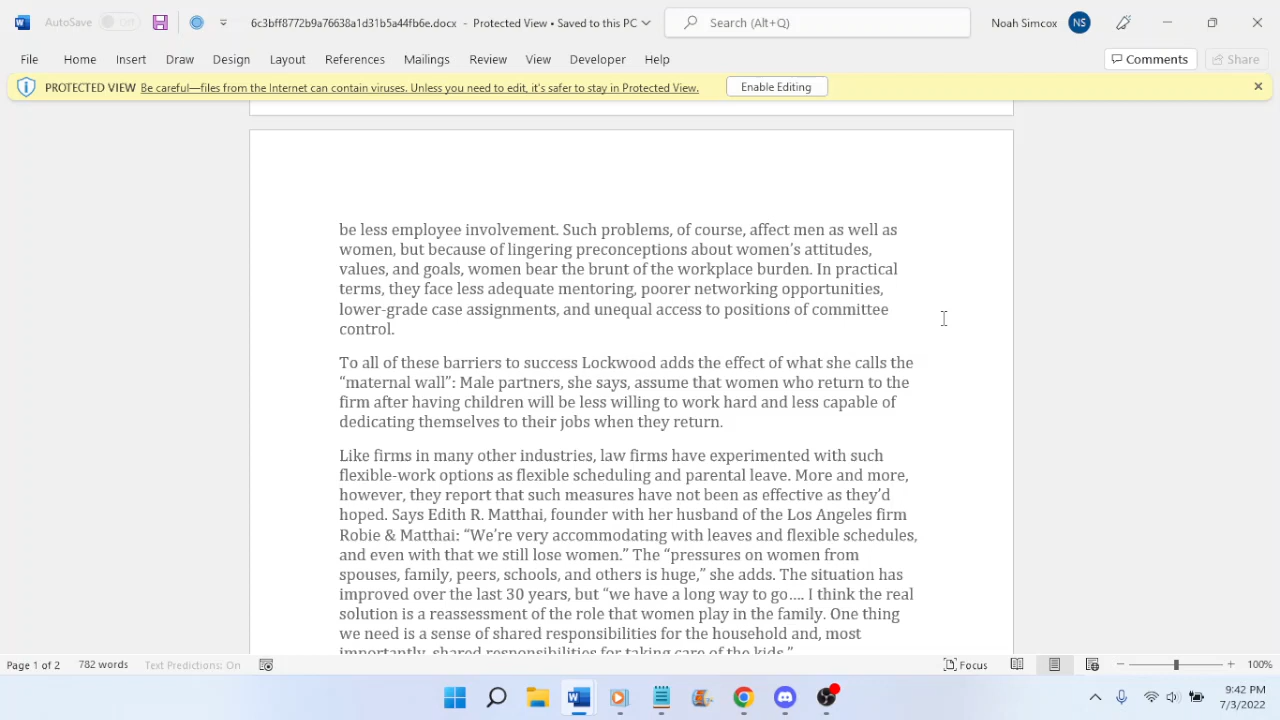 AutoSave
Off
6c3bff8772b9a76638a1d31b5a44fb6e.docx - Protected View • Saved to this PC
Search (Alt+Q)
Noah Simcox
NS
File Home Insert Draw Design Layout References Mailings Review View Developer Help
Comments
Share
PROTECTED VIEW Be careful—files from the Internet can contain viruses. Unless you need to edit, it's safer to stay in Protected View.
Enable Editing
be less employee involvement. Such problems, of course, affect men as well as
women, but because of lingering preconceptions about women's attitudes,
values, and goals, women bear the brunt of the workplace burden. In practical
terms, they face less adequate mentoring, poorer networking opportunities,
lower-grade case assignments, and unequal access to positions of committee
control.
To all of these barriers to success Lockwood adds the effect of what she calls the
“maternal wall”: Male partners, she says, assume that women who return to the
firm after having children will be less willing to work hard and less capable of
dedicating themselves to their jobs when they return.
Like firms in many other industries, law firms have experimented with such
flexible-work options as flexible scheduling and parental leave. More and more,
however, they report that such measures have not been as effective as they'd
hoped. Says Edith R. Matthai, founder with her husband of the Los Angeles firm
Robie & Matthai: “We're very accommodating with leaves and flexible schedules,
and even with that we still lose women.” The “pressures on women from
spouses, family, peers, schools, and others is huge,” she adds. The situation has
improved over the last 30 years, but “we have a long way to go…. I think the real
solution is a reassessment of the role that women play in the family. One thing
we need is a sense of shared responsibilities for the household and, most
importantly, shared responsibilities for taking care of the kids.”
Page 1 of 2
782 words
Text Predictions: On
Focus
100%
9:42 PM
7/3/2022